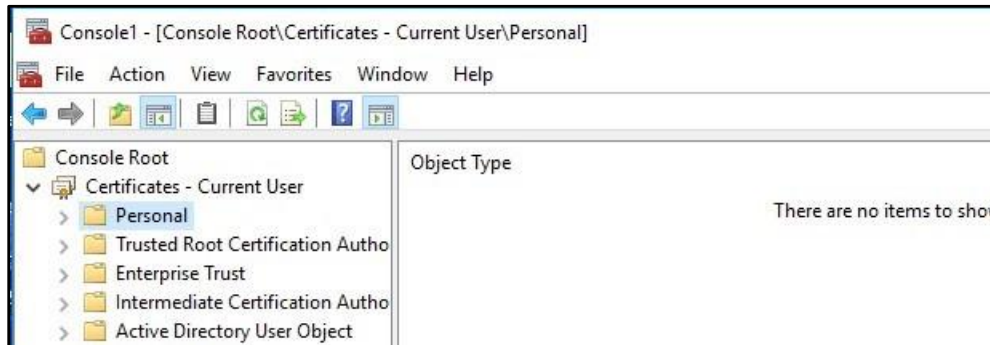 Console1 - [Console Root\Certificates - Current User\Personal]
File Action View Favorites Window Help
Console Root
Certificates - Current User
Personal
Trusted Root Certification Autho
Enterprise Trust
Intermediate Certification Autho
Active Directory User Object
Object Type
There are no items to sho